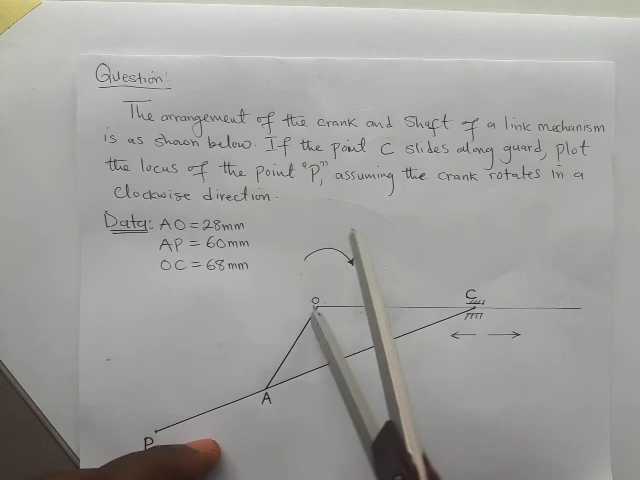 Question:
The arrangement of the crank and shaft of a link mechanism
is as shown below. If the point C slides along guard, plot
the locus of the point "P", assuming the crank rotates in a
clockwise direction.
Data: AO = 28mm
AP = 60mm
OC = 68mm
O
C
A
P